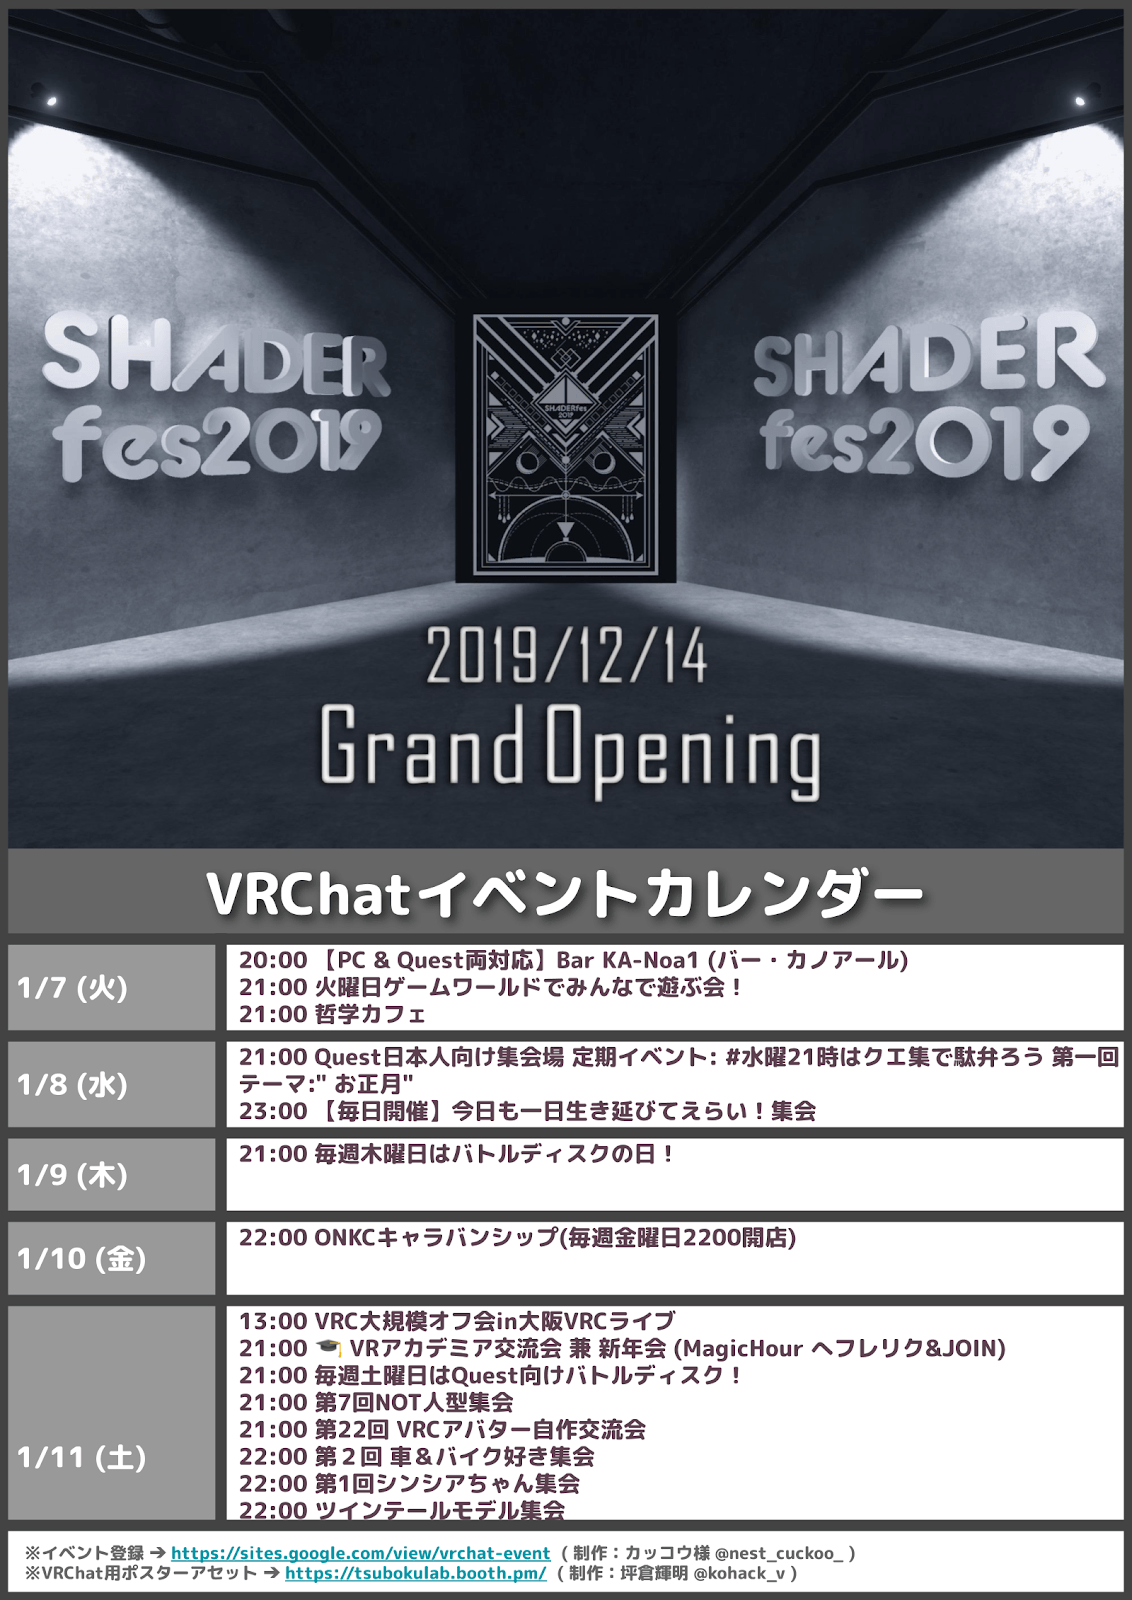 SHADER
fes2019
SHADER
fes2019
SHADERfes
2019
2019/12/14
Grand Opening
VRChatイベントカレンダー
1/7 (火)
20:00 【PC & Quest両対応】Bar KA-Noa1 (バー・カノアール)
21:00 火曜日ゲームワールドでみんなで遊ぶ会！
21:00 哲学カフェ
1/8 (水)
21:00 Quest日本人向け集会場 定期イベント: #水曜21時はクエ集で駄弁ろう 第一回
テーマ:" お正月"
23:00 【毎日開催】今日も一日生き延びてえらい！集会
1/9 (木)
21:00 毎週木曜日はバトルディスクの日！
1/10 (金)
22:00 ONKCキャラバンシップ(毎週金曜日2200開店)
1/11 (土)
13:00 VRC大規模オフ会in大阪VRCライブ
21:00 🎓 VRアカデミア交流会 兼 新年会 (MagicHour へフレリク&JOIN)
21:00 毎週土曜日はQuest向けバトルディスク！
21:00 第7回NOT人型集会
21:00 第22回 VRCアバター自作交流会
22:00 第２回 車＆バイク好き集会
22:00 第1回シンシアちゃん集会
22:00 ツインテールモデル集会
※イベント登録 → https://sites.google.com/view/vrchat-event ( 制作：カッコウ様 @nest_cuckoo_ )
※VRChat用ポスターアセット → https://tsubokulab.booth.pm/ ( 制作：坪倉輝明 @kohack_v )